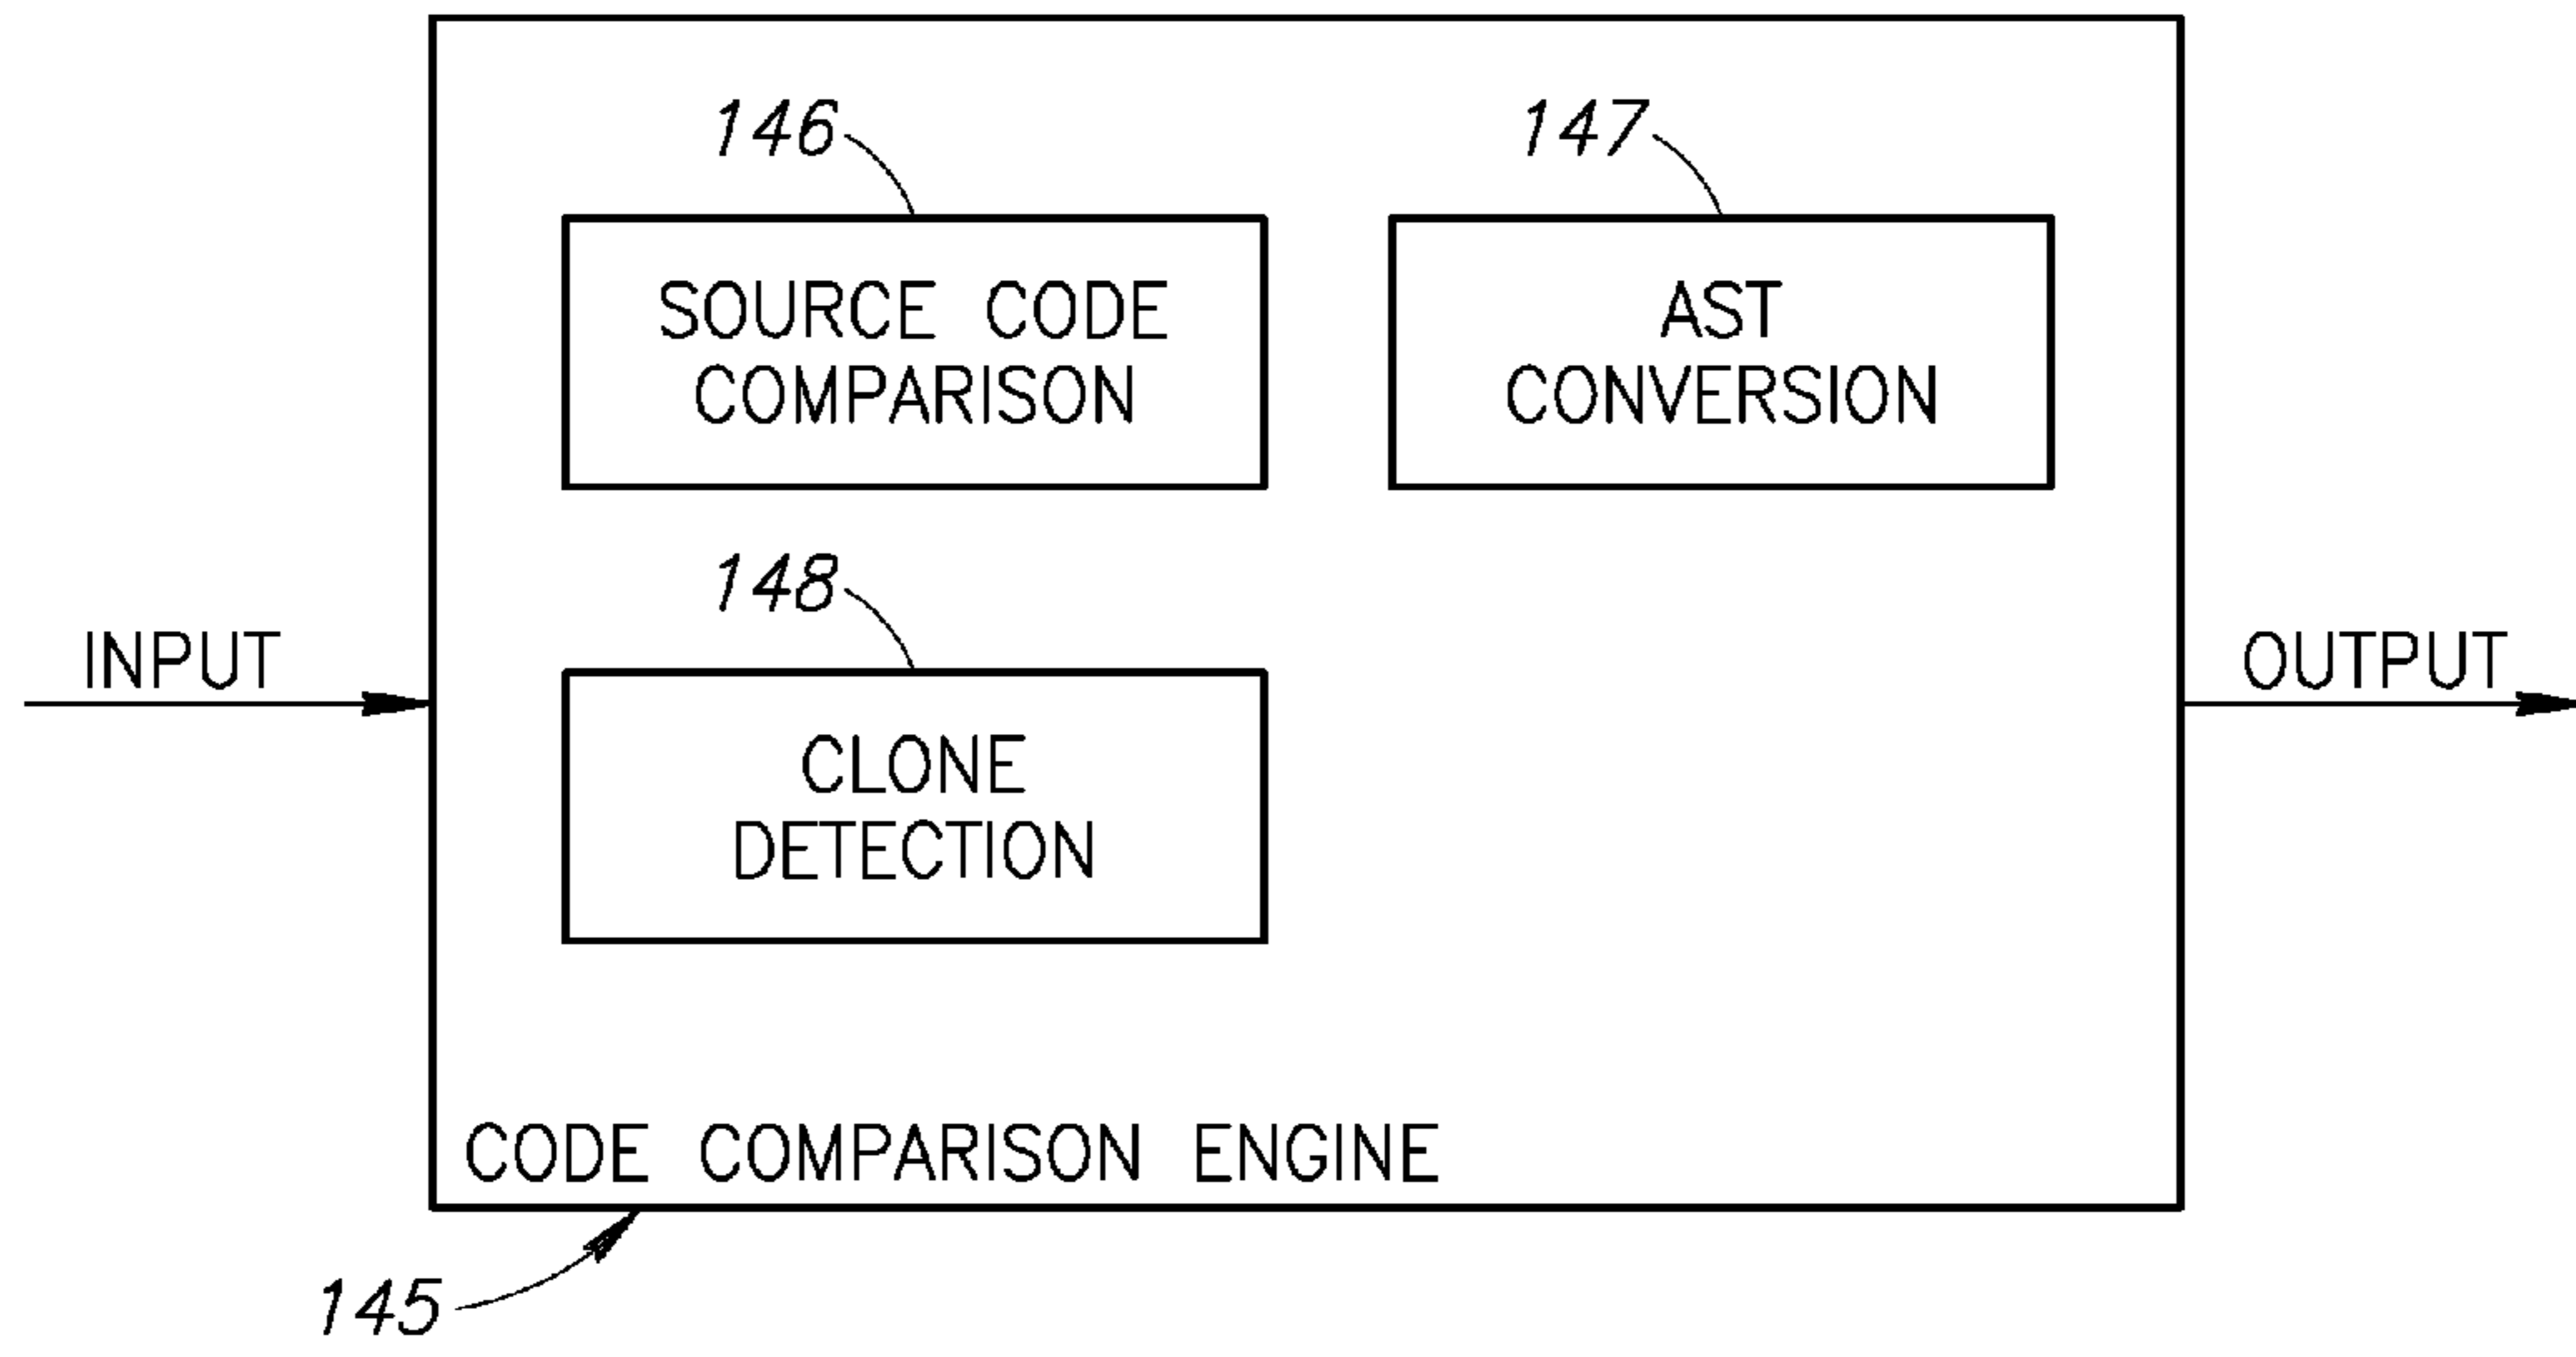 146
147
SOURCE CODE
COMPARISON
AST
CONVERSION
148
INPUT
OUTPUT
CLONE
DETECTION
CODE COMPARISON ENGINE
145